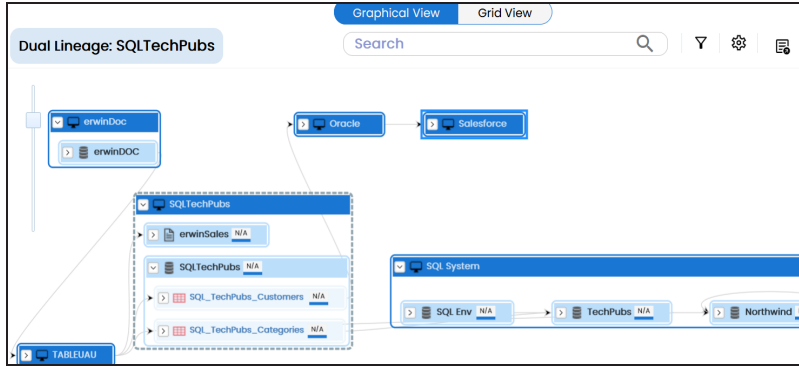 Graphical View
Grid View
Dual Lineage: SQLTechPubs
Search
erwinDoc
erwinDOC
Oracle
Salesforce
SQLTechPubs
erwinSales N/A
SQLTechPubs N/A
SQL_TechPubs_Customers N/A
SQL_TechPubs_Categories N/A
SQL System
SQL Env N/A
TechPubs N/A
Northwind
TABLEUAU